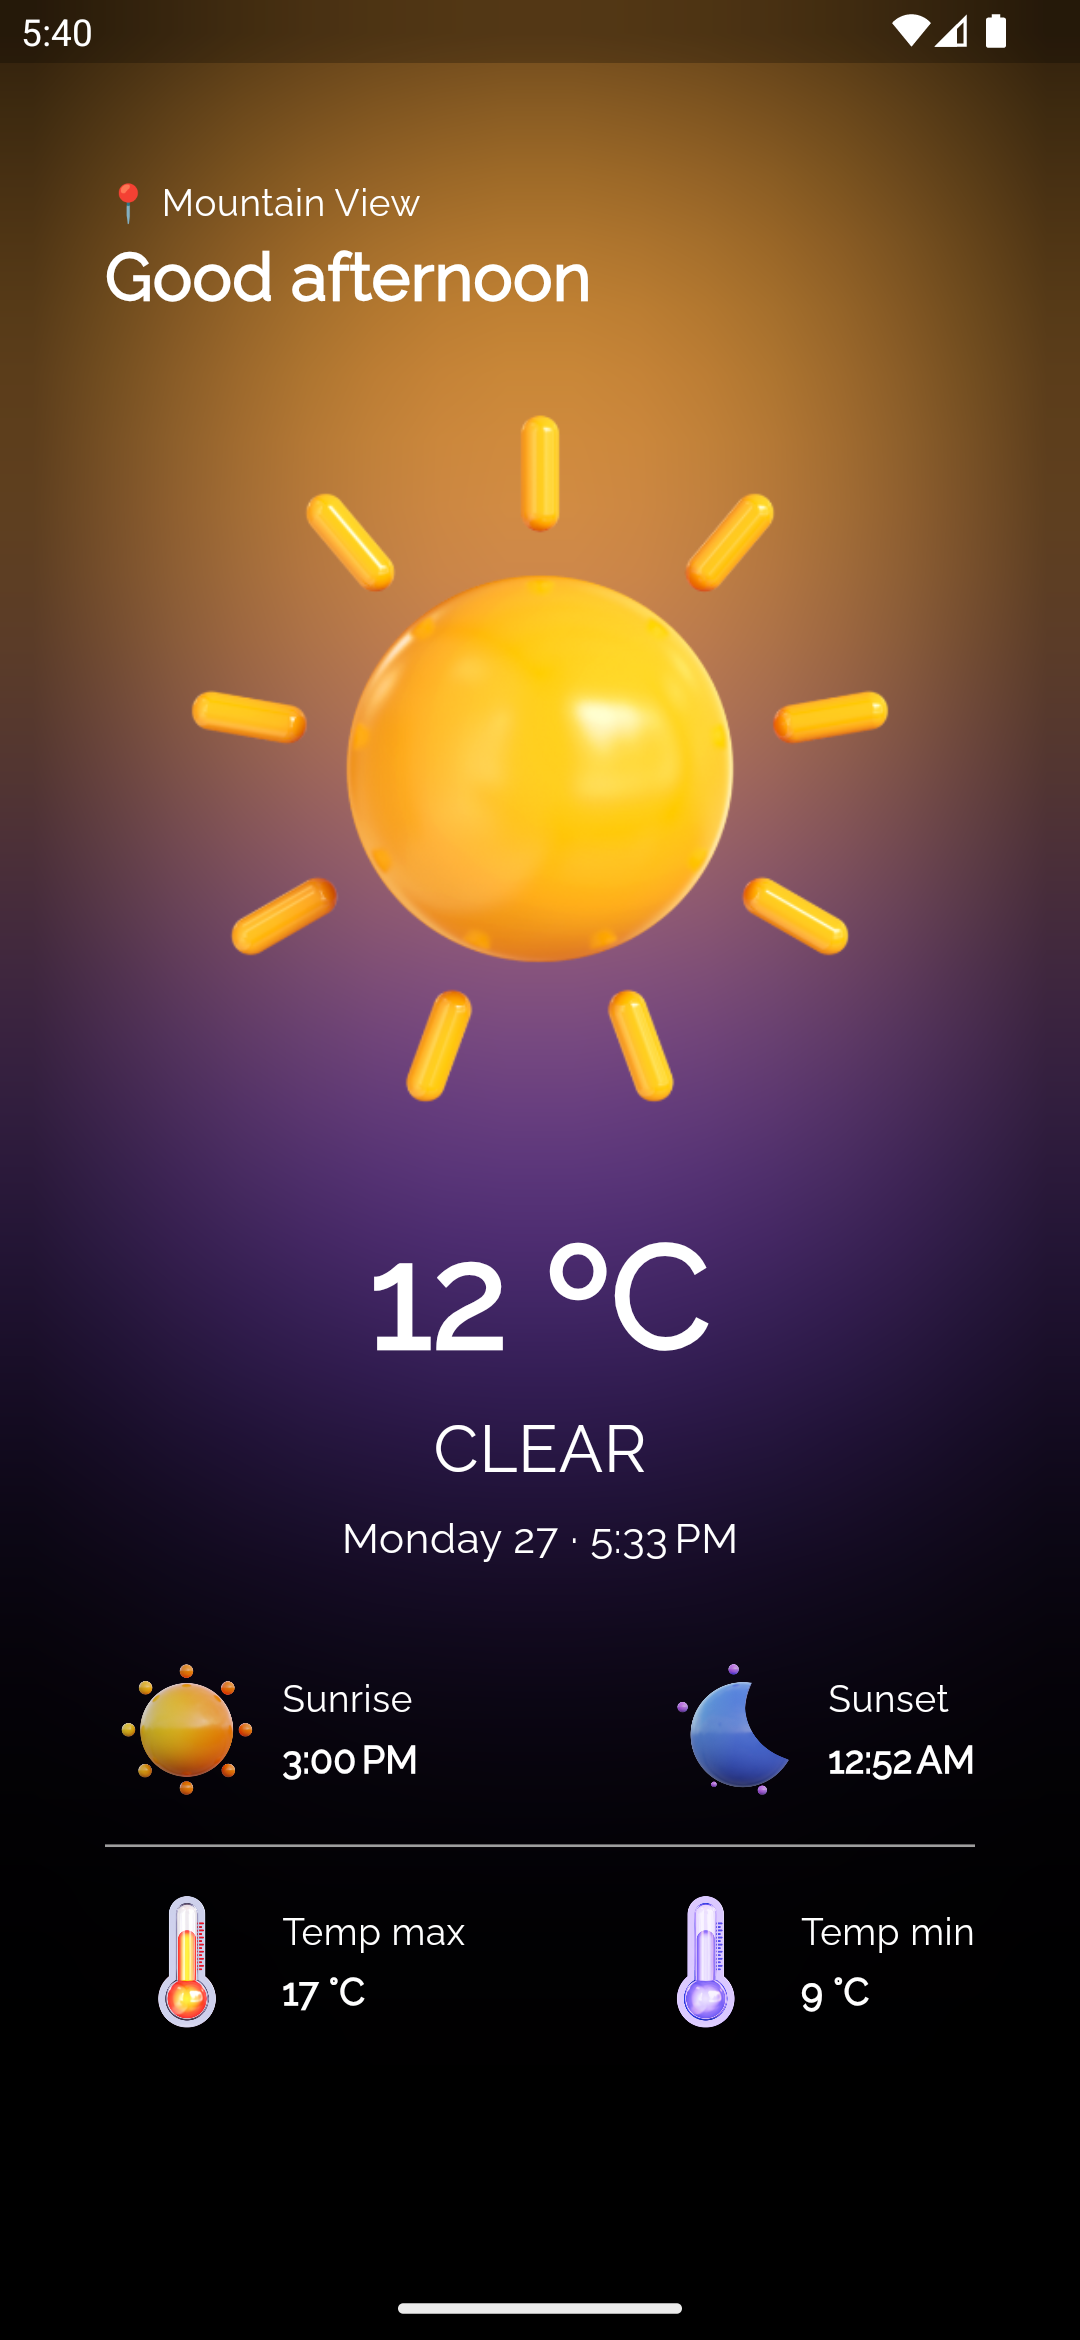 5:40
📍 Mountain View
Good afternoon
12 °C
CLEAR
Monday 27 · 5:33 PM
Sunrise
3:00 PM
Sunset
12:52 AM
Temp max
17 °C
Temp min
9 °C